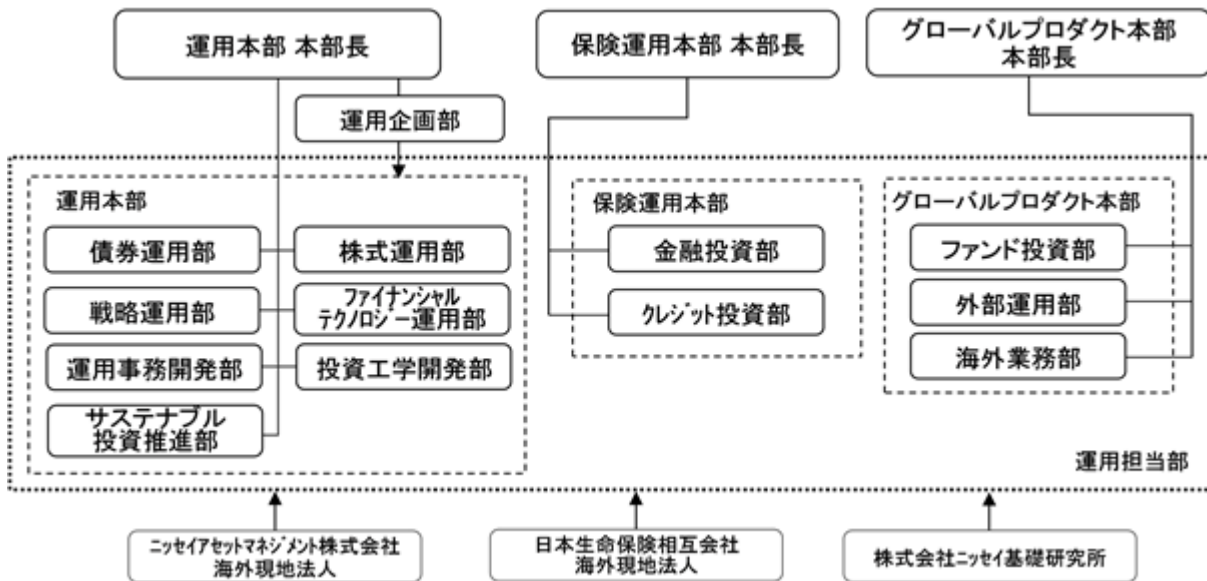 運用本部 本部長
保険運用本部 本部長
グローバルプロダクト本部
本部長
運用企画部
運用本部
債券運用部
株式運用部
戦略運用部
ファイナンシャル
テクノロジー運用部
運用事務開発部
投資工学開発部
サステナブル
投資推進部
保険運用本部
金融投資部
クレジット投資部
グローバルプロダクト本部
ファンド投資部
外部運用部
海外業務部
運用担当部
ニッセイアセットマネジメント株式会社
海外現地法人
日本生命保険相互会社
海外現地法人
株式会社ニッセイ基礎研究所